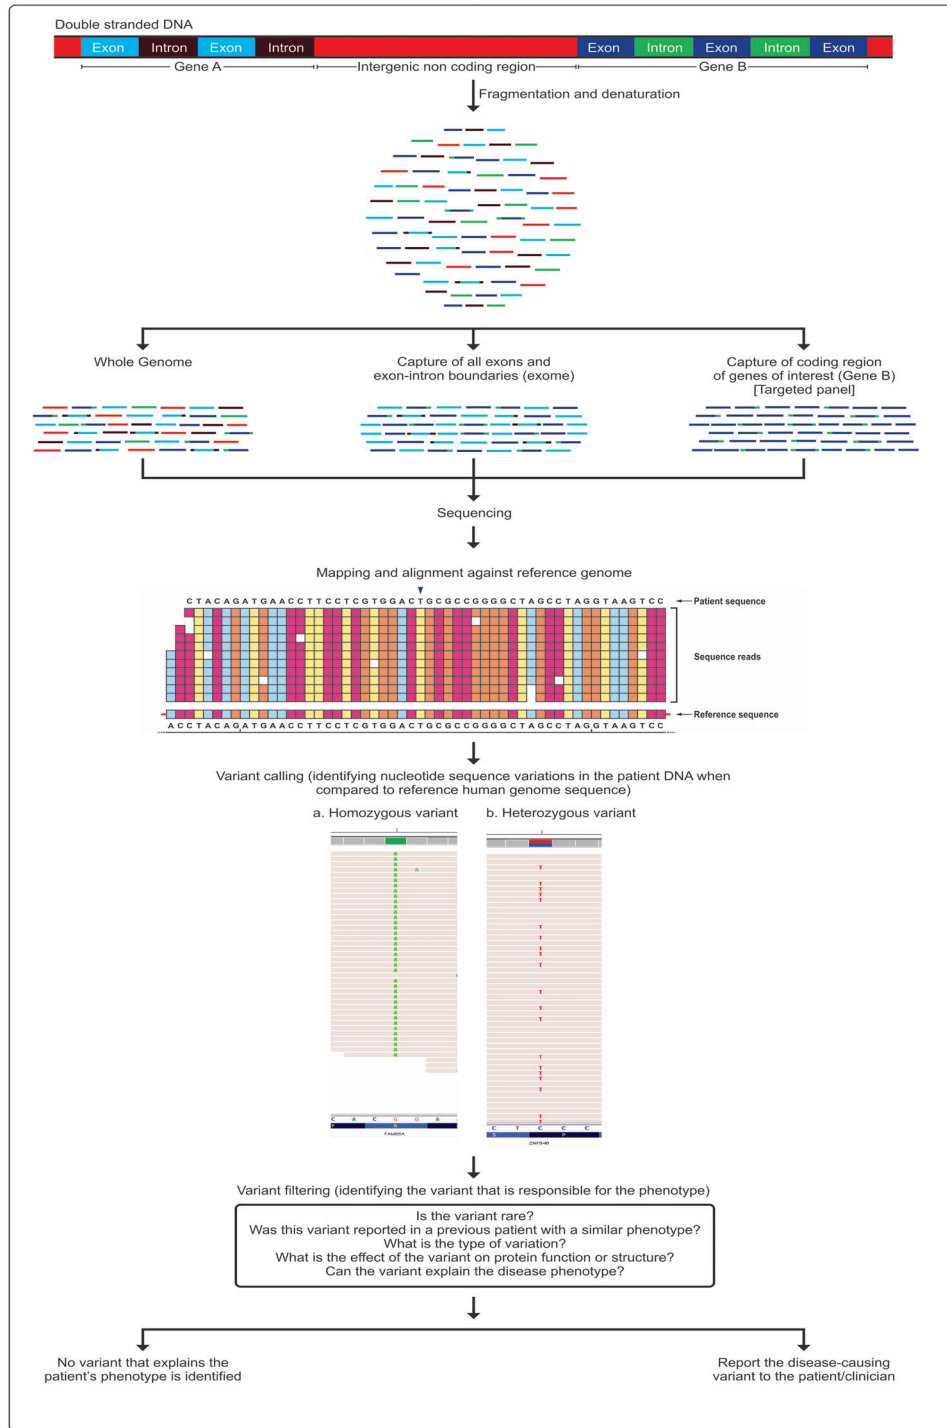 Double stranded DNA
Exon Intron Exon Intron Exon Intron Exon Intron Exon
Gene A Intergenic non coding region Gene B
Fragmentation and denaturation
Whole Genome
Capture of all exons and
exon-intron boundaries (exome)
Capture of coding region
of genes of interest (Gene B)
[Targeted panel]
Sequencing
Mapping and alignment against reference genome
CTACAGATGAACCTTCCTCGTGGACTGCGCCGGGGCTAGCCTAGGTAAGTCC Patient sequence
Sequence reads
Reference sequence
ACCTACAGATGAACCTTCCTCGTGGACTGCGCCGGGGCTAGCCTAGGTAAGTCC
Variant calling (identifying nucleotide sequence variations in the patient DNA when
compared to reference human genome sequence)
a. Homozygous variant
b. Heterozygous variant
C A C G G A
C T C C C
Variant filtering (identifying the variant that is responsible for the phenotype)
Is the variant rare?
Was this variant reported in a previous patient with a similar phenotype?
What is the type of variation?
What is the effect of the variant on protein function or structure?
Can the variant explain the disease phenotype?
No variant that explains the
patient's phenotype is identified
Report the disease-causing
variant to the patient/clinician